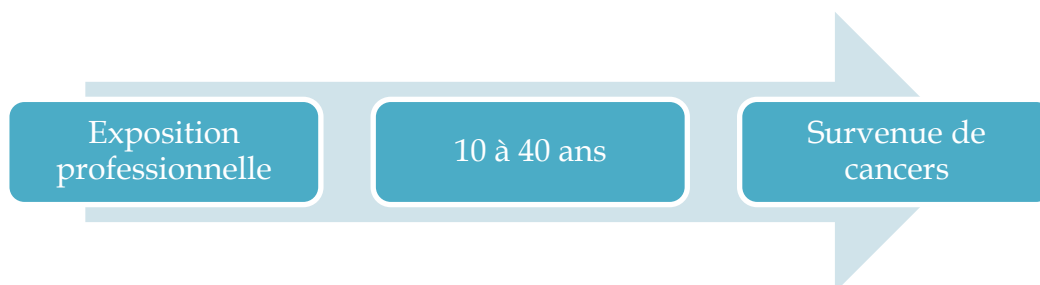 Exposition
professionnelle
10 à 40 ans
Survenue de
cancers